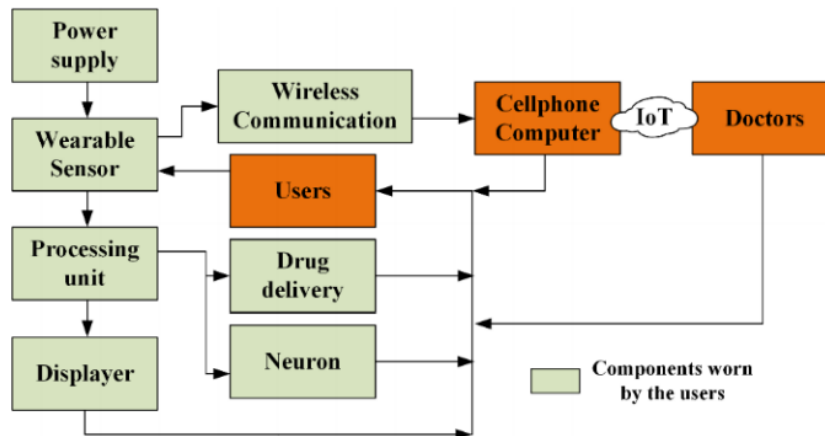 Power
supply
Wireless
Communication
Cellphone
Computer
IoT
Doctors
Wearable
Sensor
Users
Processing
unit
Drug
delivery
Displayer
Neuron
Components worn
by the users